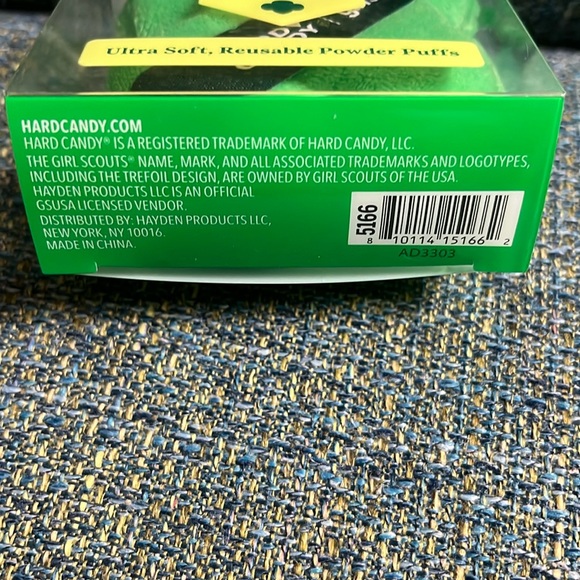 Ultra Soft, Reusable Powder Puffs
HARDCANDY.COM
HARD CANDY® IS A REGISTERED TRADEMARK OF HARD CANDY, LLC.
THE GIRL SCOUTS® NAME, MARK, AND ALL ASSOCIATED TRADEMARKS AND LOGOTYPES,
INCLUDING THE TREFOIL DESIGN, ARE OWNED BY GIRL SCOUTS OF THE USA.
HAYDEN PRODUCTS LLC IS AN OFFICIAL
GSUSA LICENSED VENDOR.
DISTRIBUTED BY: HAYDEN PRODUCTS LLC,
NEW YORK, NY 10016.
MADE IN CHINA.
5166
8 10114 15166 2
AD3303